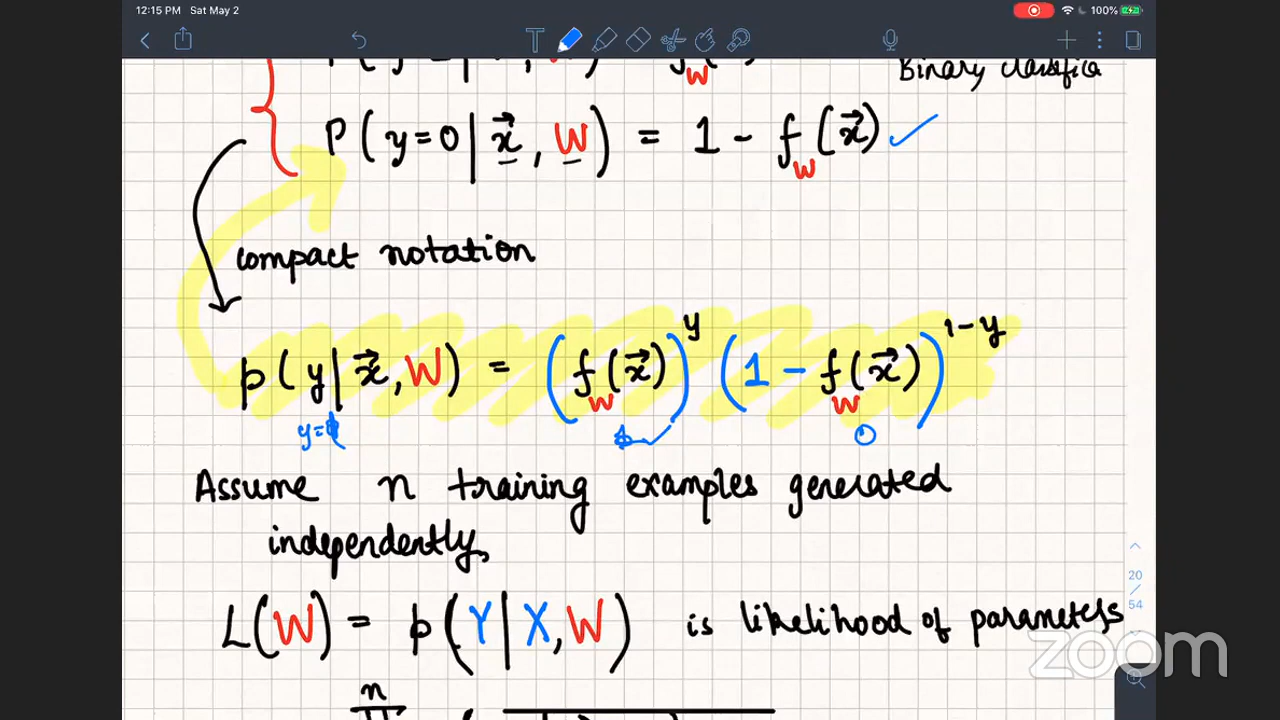 12:15 PM Sat May 2
100%
Binary classifica
P(y=0 | x⃗, W) = 1 - f_W(x⃗) ✓
compact notation
p(y | x⃗, W) = (f_W(x⃗))^y (1 - f_W(x⃗))^{1-y}
Assume n training examples generated
independently,
L(W) = p(Y | X, W) is likelihood of parameters
n
20
/
54
zoom